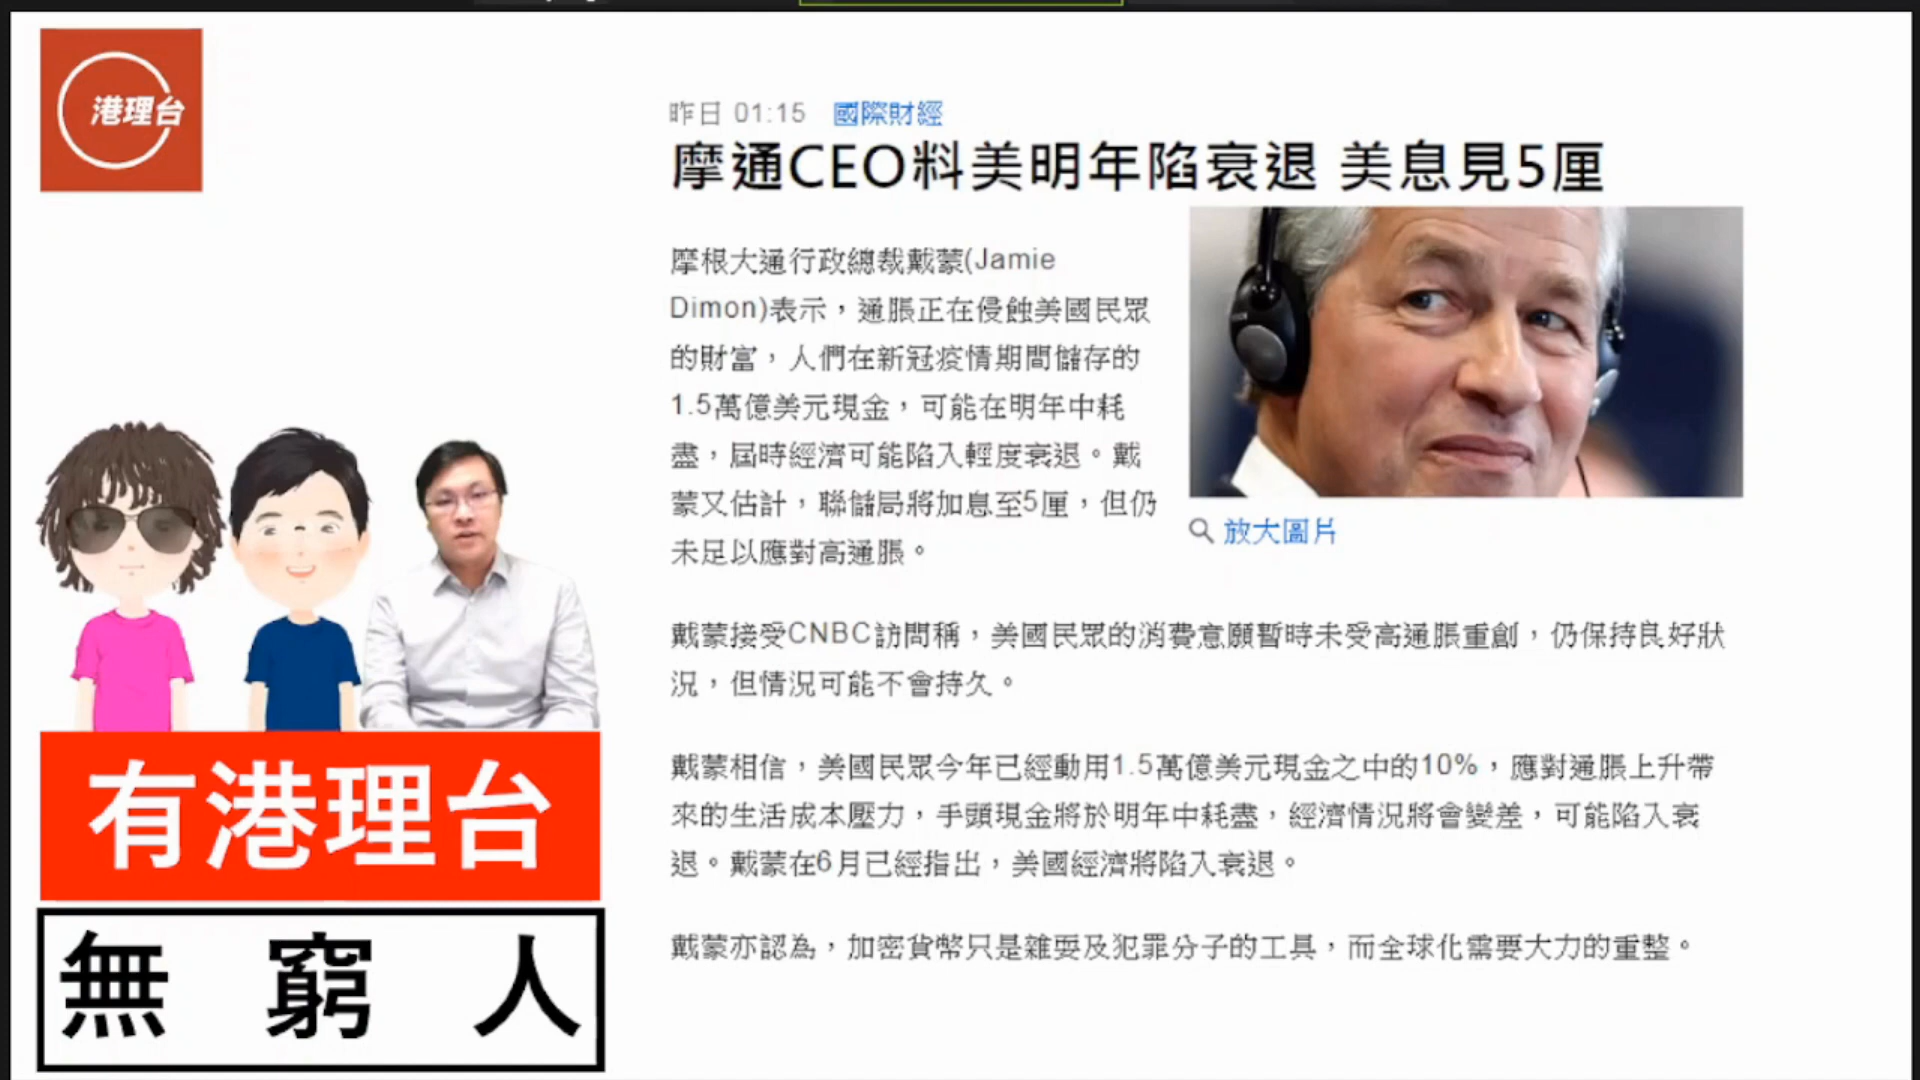 港理台
昨日 01:15 國際財經
摩通CEO料美明年陷衰退 美息見5厘
摩根大通行政總裁戴蒙(Jamie
Dimon)表示，通脹正在侵蝕美國民眾
的財富，人們在新冠疫情期間儲存的
1.5萬億美元現金，可能在明年中耗
盡，屆時經濟可能陷入輕度衰退。戴
蒙又估計，聯儲局將加息至5厘，但仍
未足以應對高通脹。
放大圖片
戴蒙接受CNBC訪問稱，美國民眾的消費意願暫時未受高通脹重創，仍保持良好狀
況，但情況可能不會持久。
戴蒙相信，美國民眾今年已經動用1.5萬億美元現金之中的10%，應對通脹上升帶
來的生活成本壓力，手頭現金將於明年中耗盡，經濟情況將會變差，可能陷入衰
退。戴蒙在6月已經指出，美國經濟將陷入衰退。
戴蒙亦認為，加密貨幣只是雜耍及犯罪分子的工具，而全球化需要大力的重整。
有港理台
無窮人